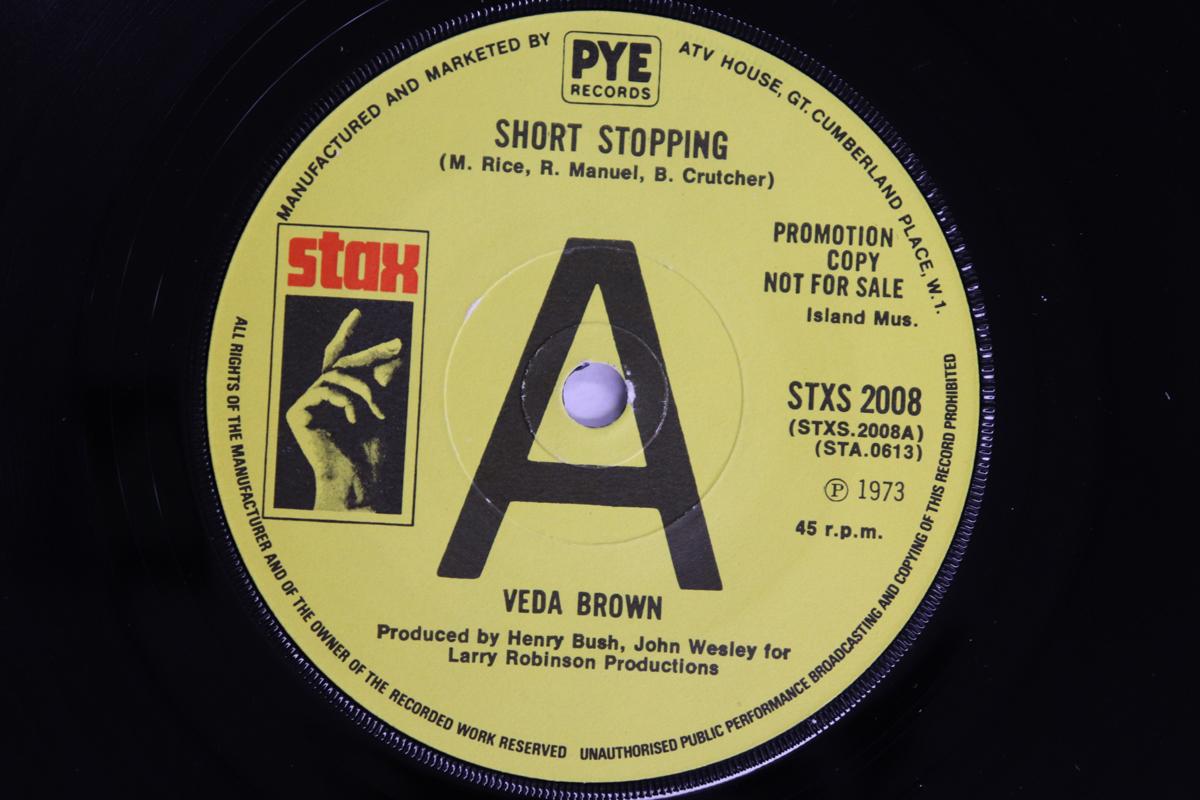 MANUFACTURED AND MARKETED BY
PYE
RECORDS
ATV HOUSE, GT. CUMBERLAND PLACE, W.1.
SHORT STOPPING
(M. Rice, R. Manuel, B. Crutcher)
stax
A
PROMOTION
COPY
NOT FOR SALE
Island Mus.
STXS 2008
(STXS.2008A)
(STA.0613)
℗ 1973
45 r.p.m.
VEDA BROWN
Produced by Henry Bush, John Wesley for
Larry Robinson Productions
ALL RIGHTS OF THE MANUFACTURER AND OF THE OWNER OF THE RECORDED WORK RESERVED UNAUTHORISED PUBLIC PERFORMANCE BROADCASTING AND COPYING OF THIS RECORD PROHIBITED